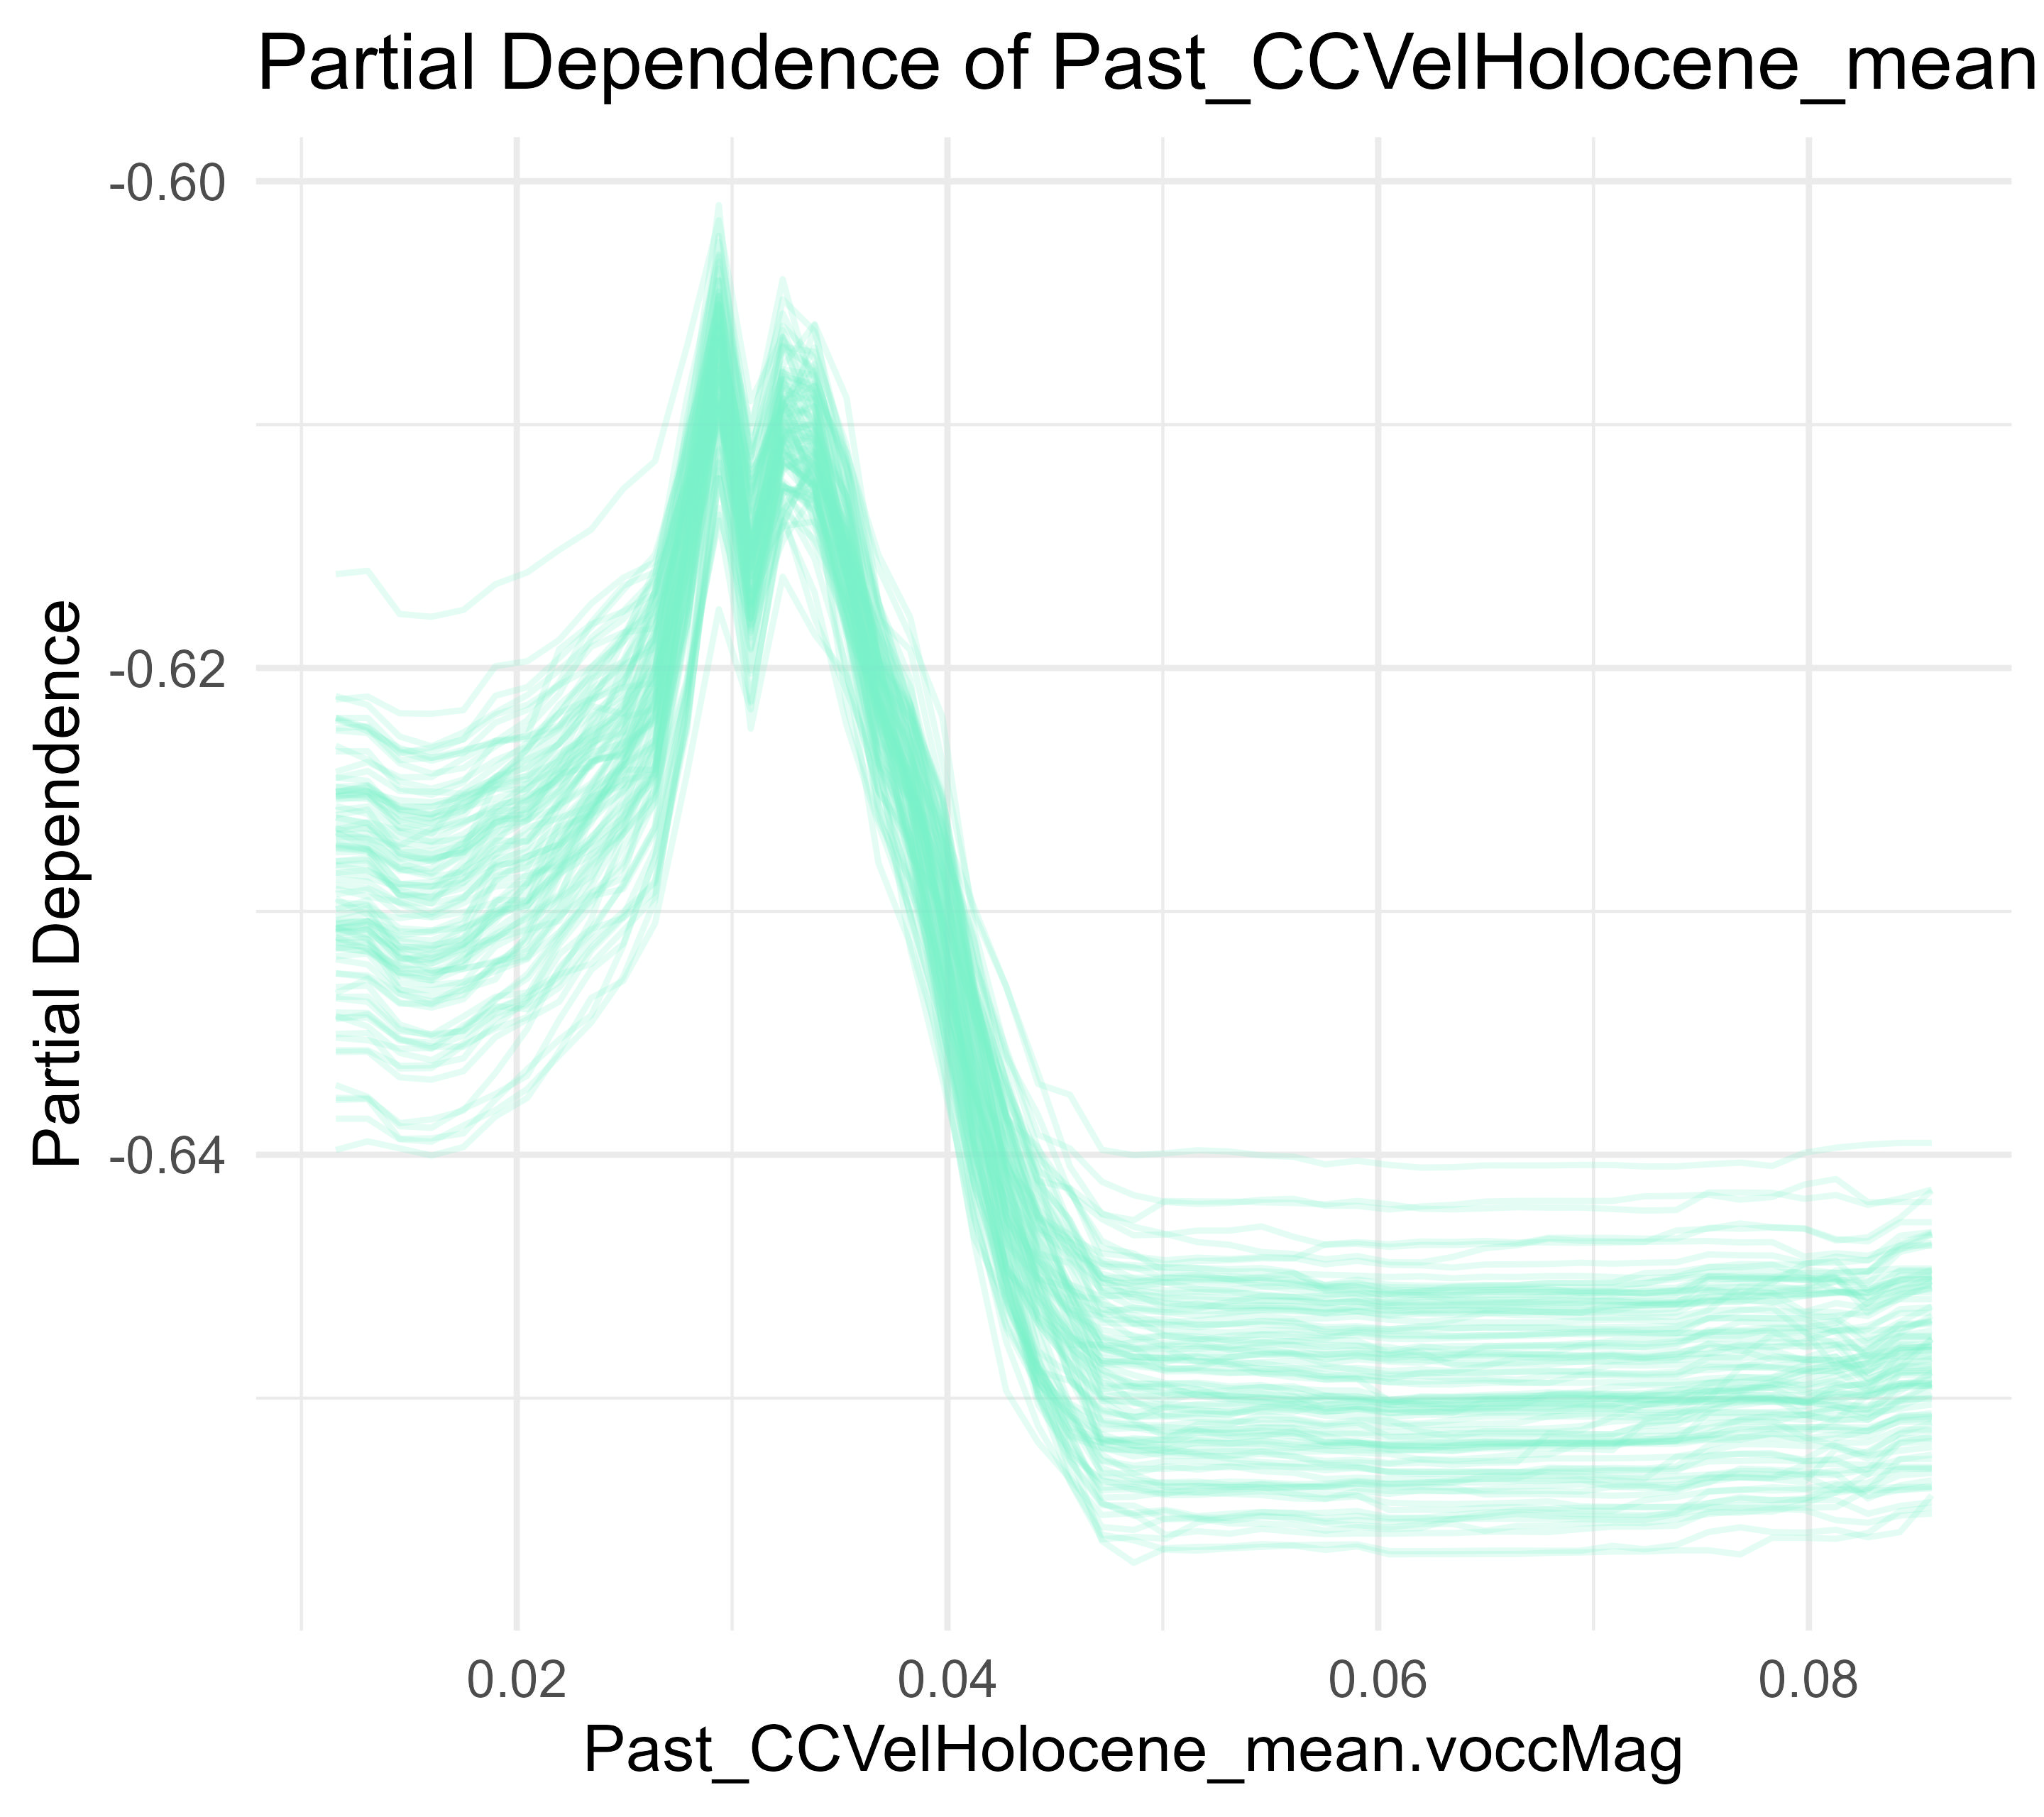 Partial Dependence of Past_CCVelHolocene_mean
-0.60
-0.62
-0.64
Partial Dependence
0.02 0.04 0.06 0.08
Past_CCVelHolocene_mean.voccMag